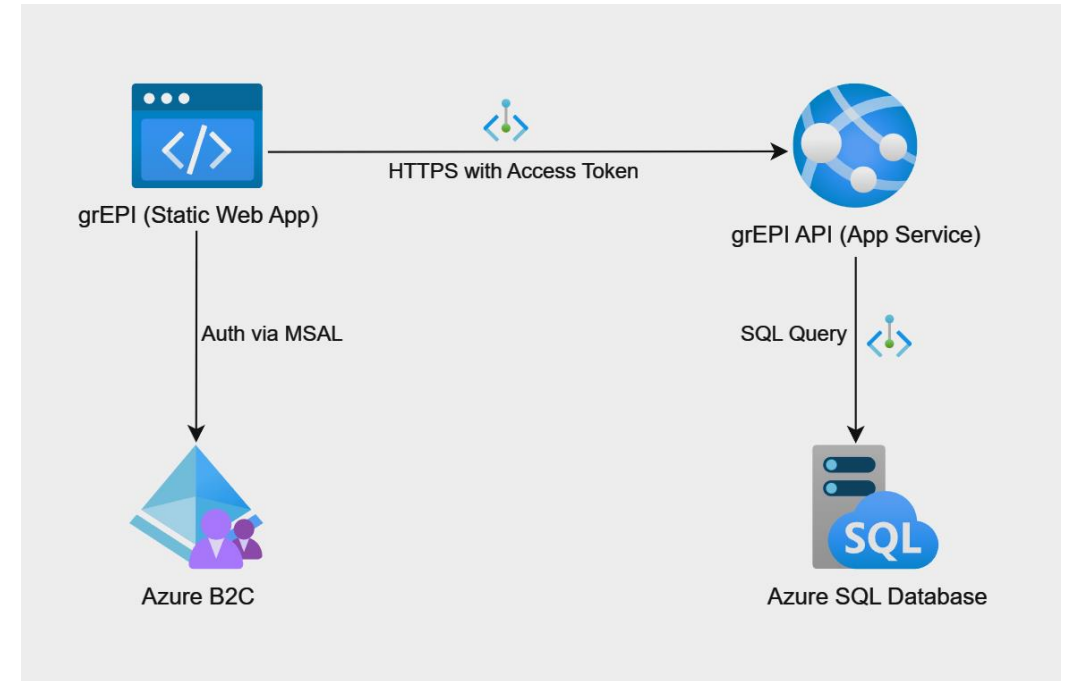 </>
HTTPS with Access Token
grEPI (Static Web App)
grEPI API (App Service)
Auth via MSAL
SQL Query
SQL
Azure B2C
Azure SQL Database